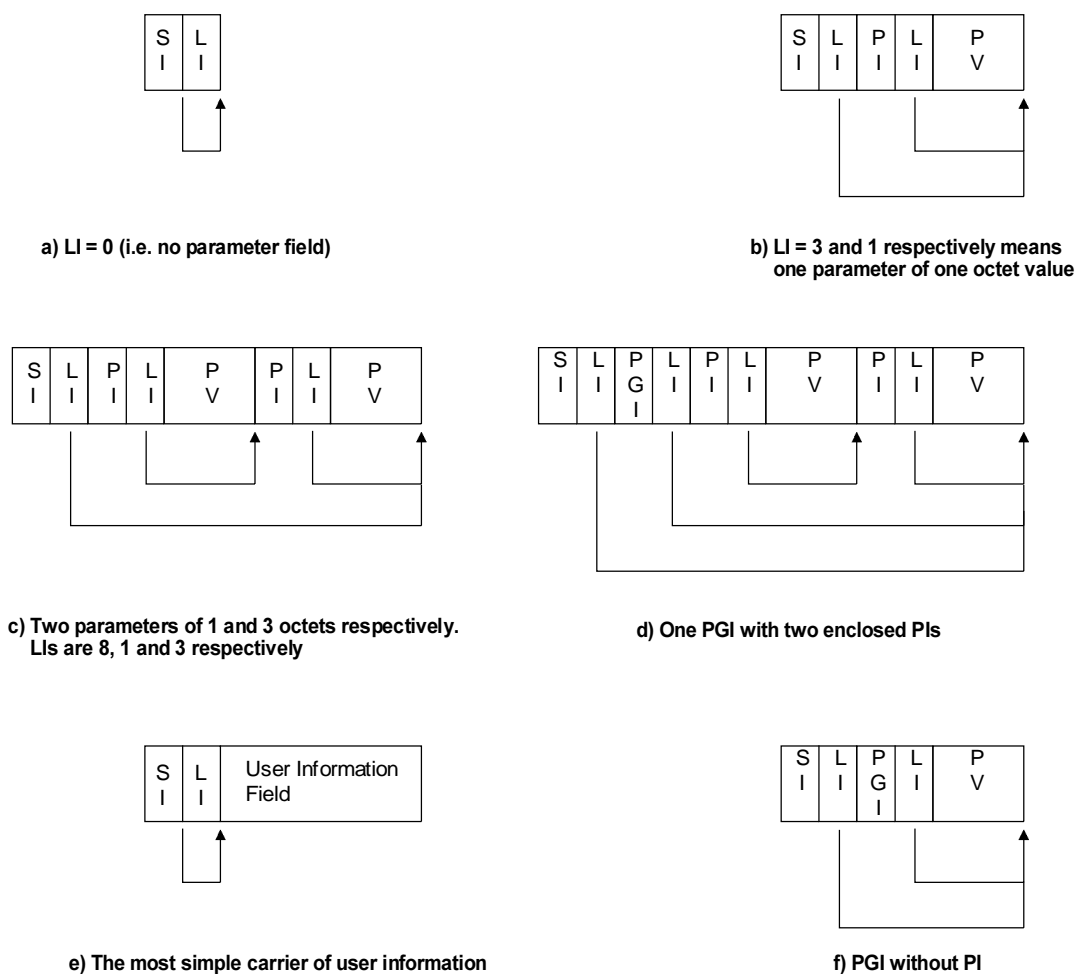 S I L I
S I L I P I L I P V
a) LI = 0 (i.e. no parameter field)
b) LI = 3 and 1 respectively means
one parameter of one octet value
S I L I P I L I P V P I L I P V
S I L I P G I L I P I L I P V P I L I P V
c) Two parameters of 1 and 3 octets respectively.
LIs are 8, 1 and 3 respectively
d) One PGI with two enclosed PIs
S I L I User Information
Field
S I L I P G I L I P V
e) The most simple carrier of user information
f) PGI without PI